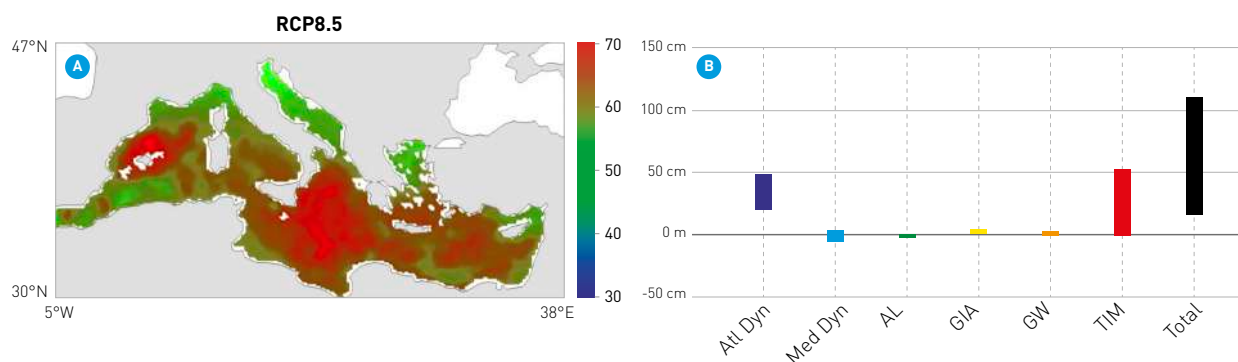 RCP8.5
47°N
A
30°N
5°W
38°E
70
60
50
40
30
B
150 cm
100 cm
50 cm
0 m
-50 cm
Atl Dyn
Med Dyn
AL
GIA
GW
TIM
Total